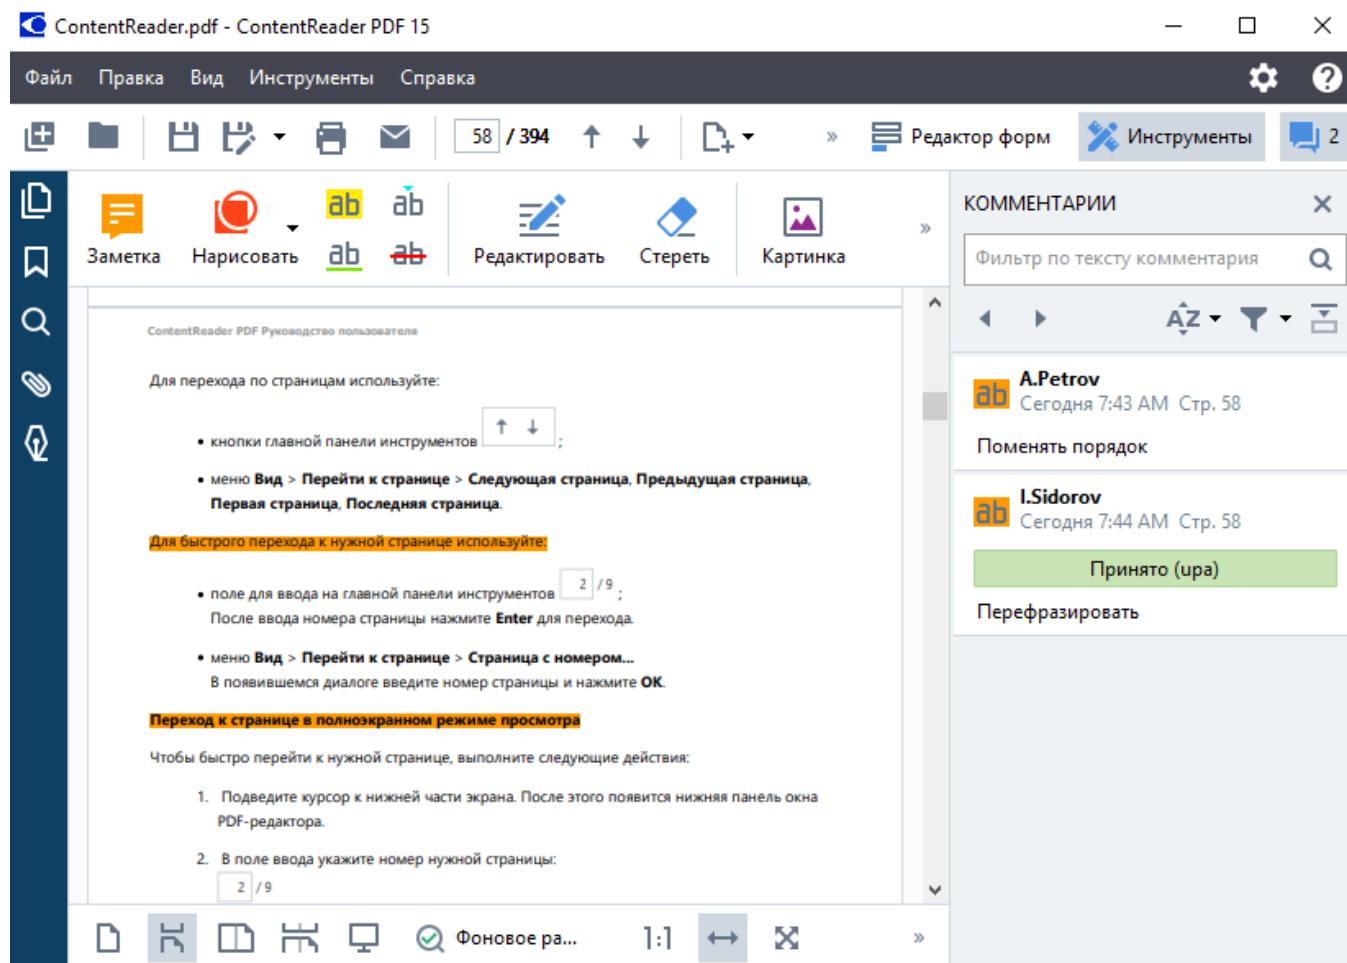 ContentReader.pdf - ContentReader PDF 15
Файл Правка Вид Инструменты Справка
58 / 394 » Редактор форм Инструменты 2
Заметка Нарисовать ab ab ab ab Редактировать Стереть Картинка »
ContentReader PDF Руководство пользователя
Для перехода по страницам используйте:
• кнопки главной панели инструментов ;
• меню Вид > Перейти к странице > Следующая страница, Предыдущая страница,
Первая страница, Последняя страница.
Для быстрого перехода к нужной странице используйте:
• поле для ввода на главной панели инструментов 2 / 9 ;
После ввода номера страницы нажмите Enter для перехода.
• меню Вид > Перейти к странице > Страница с номером...
В появившемся диалоге введите номер страницы и нажмите OK.
Переход к странице в полноэкранном режиме просмотра
Чтобы быстро перейти к нужной странице, выполните следующие действия:
1. Подведите курсор к нижней части экрана. После этого появится нижняя панель окна
PDF-редактора.
2. В поле ввода укажите номер нужной страницы:
2 / 9
Фоновое ра... 1:1 »
КОММЕНТАРИИ
Фильтр по тексту комментария
AZ
ab A.Petrov
Сегодня 7:43 AM Стр. 58
Поменять порядок
ab I.Sidorov
Сегодня 7:44 AM Стр. 58
Принято (upa)
Перефразировать